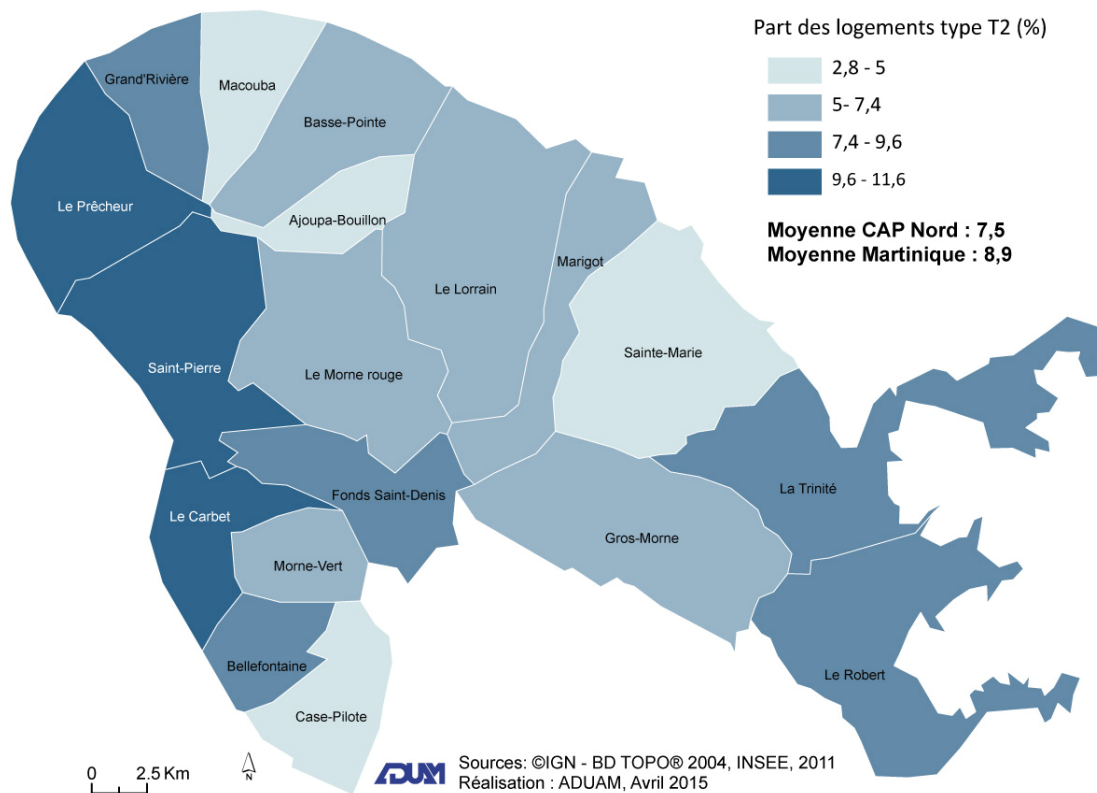 Part des logements type T2 (%)
2,8 - 5
5- 7,4
7,4 - 9,6
9,6 - 11,6
Moyenne CAP Nord : 7,5
Moyenne Martinique : 8,9
Grand'Rivière
Macouba
Basse-Pointe
Le Prêcheur
Ajoupa-Bouillon
Marigot
Le Lorrain
Sainte-Marie
Saint-Pierre
Le Morne rouge
La Trinité
Fonds Saint-Denis
Le Carbet
Gros-Morne
Morne-Vert
Bellefontaine
Le Robert
Case-Pilote
0 2.5 Km
N
ADUAM
Sources: ©IGN - BD TOPO® 2004, INSEE, 2011
Réalisation : ADUAM, Avril 2015